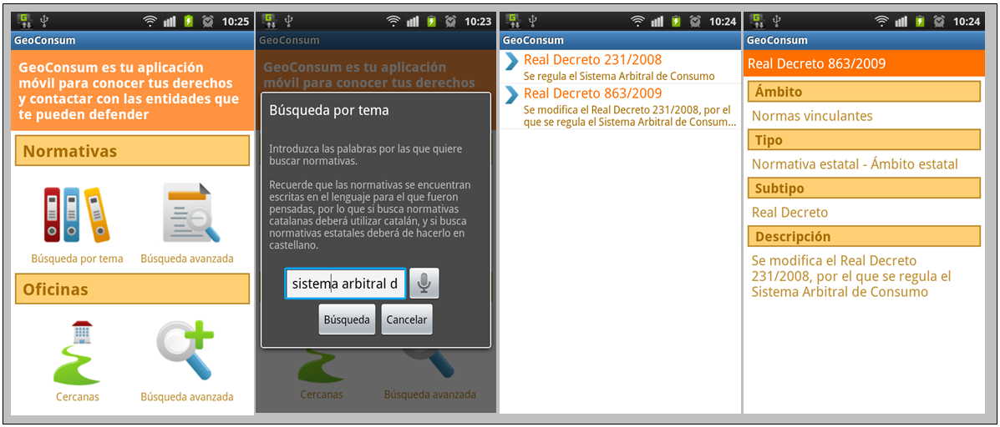 10:25
GeoConsum
GeoConsum es tu aplicación
móvil para conocer tus derechos
y contactar con las entidades que
te pueden defender
Normativas
Búsqueda por tema
Búsqueda avanzada
Oficinas
Cercanas
Búsqueda avanzada
10:23
GeoConsum
GeoConsum es tu aplicación
móvil para conocer tus derechos
Búsqueda por tema
Introduzca las palabras por las que quiere
buscar normativas.
Recuerde que las normativas se encuentran
escritas en el lenguaje para el que fueron
pensadas, por lo que si busca normativas
catalanas deberá utilizar catalán, y si busca
normativas estatales deberá de hacerlo en
castellano.
sistema arbitral d
Búsqueda
Cancelar
Cercanas
Búsqueda avanzada
10:24
GeoConsum
Real Decreto 231/2008
Se regula el Sistema Arbitral de Consumo
Real Decreto 863/2009
Se modifica el Real Decreto 231/2008, por el
que se regula el Sistema Arbitral de Consum...
10:24
GeoConsum
Real Decreto 863/2009
Ámbito
Normas vinculantes
Tipo
Normativa estatal - Ámbito estatal
Subtipo
Real Decreto
Descripción
Se modifica el Real Decreto
231/2008, por el que se regula el
Sistema Arbitral de Consumo